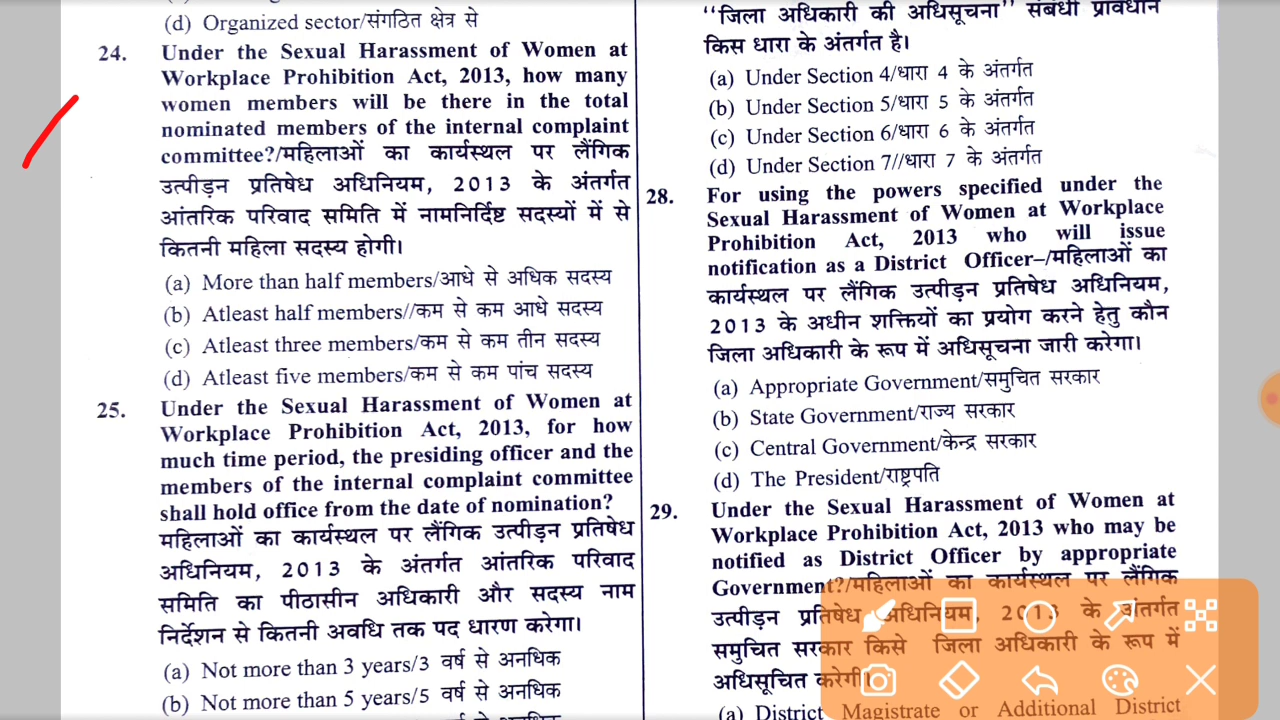 (d) Organized sector/संगठित क्षेत्र से
24. Under the Sexual Harassment of Women at
Workplace Prohibition Act, 2013, how many
women members will be there in the total
nominated members of the internal complaint
committee?/महिलाओं का कार्यस्थल पर लैंगिक
उत्पीड़न प्रतिषेध अधिनियम, 2013 के अंतर्गत
आंतरिक परिवाद समिति में नामनिर्दिष्ट सदस्यों में से
कितनी महिला सदस्य होगी।
(a) More than half members/आधे से अधिक सदस्य
(b) Atleast half members//कम से कम आधे सदस्य
(c) Atleast three members/कम से कम तीन सदस्य
(d) Atleast five members/कम से कम पांच सदस्य
25. Under the Sexual Harassment of Women at
Workplace Prohibition Act, 2013, for how
much time period, the presiding officer and the
members of the internal complaint committee
shall hold office from the date of nomination?
महिलाओं का कार्यस्थल पर लैंगिक उत्पीड़न प्रतिषेध
अधिनियम, 2013 के अंतर्गत आंतरिक परिवाद
समिति का पीठासीन अधिकारी और सदस्य नाम
निर्देशन से कितनी अवधि तक पद धारण करेगा।
(a) Not more than 3 years/3 वर्ष से अनधिक
(b) Not more than 5 years/5 वर्ष से अनधिक
‘‘जिला अधिकारी की अधिसूचना’’ संबंधी प्रावधान
किस धारा के अंतर्गत है।
(a) Under Section 4/धारा 4 के अंतर्गत
(b) Under Section 5/धारा 5 के अंतर्गत
(c) Under Section 6/धारा 6 के अंतर्गत
(d) Under Section 7//धारा 7 के अंतर्गत
28. For using the powers specified under the
Sexual Harassment of Women at Workplace
Prohibition Act, 2013 who will issue
notification as a District Officer–/महिलाओं का
कार्यस्थल पर लैंगिक उत्पीड़न प्रतिषेध अधिनियम,
2013 के अधीन शक्तियों का प्रयोग करने हेतु कौन
जिला अधिकारी के रूप में अधिसूचना जारी करेगा।
(a) Appropriate Government/समुचित सरकार
(b) State Government/राज्य सरकार
(c) Central Government/केन्द्र सरकार
(d) The President/राष्ट्रपति
29. Under the Sexual Harassment of Women at
Workplace Prohibition Act, 2013 who may be
notified as District Officer by appropriate
Government?/महिलाओं का कार्यस्थल पर लैंगिक
उत्पीड़न प्रतिषेध अधिनियम, 2013 के अंतर्गत
समुचित सरकार किसे जिला अधिकारी के रूप में
अधिसूचित करेगी।
(a) District Magistrate or Additional District